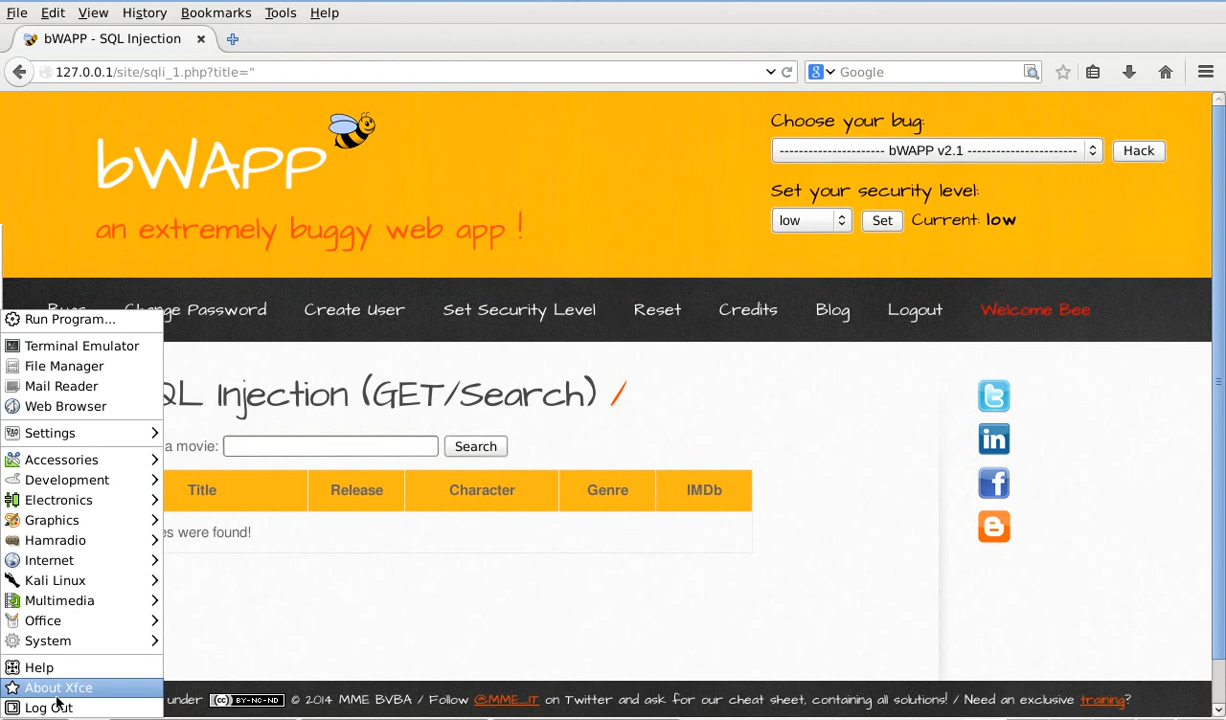 File Edit View History Bookmarks Tools Help
bWAPP - SQL Injection
127.0.0.1/site/sqli_1.php?title="
Google
bWAPP
an extremely buggy web app !
Choose your bug:
---------------------- bWAPP v2.1 ---------------------- Hack
Set your security level:
low Set Current: low
Bugs Change Password Create User Set Security Level Reset Credits Blog Logout Welcome Bee
Run Program...
Terminal Emulator
File Manager
Mail Reader
Web Browser
Settings
Accessories
Development
Electronics
Graphics
Hamradio
Internet
Kali Linux
Multimedia
Office
System
Help
About Xfce
Log Out
QL Injection (GET/Search) /
a movie: Search
Title Release Character Genre IMDb
es were found!
under BY-NC-ND © 2014 MME BVBA / Follow @MME_IT on Twitter and ask for our cheat sheet, containing all solutions! / Need an exclusive training?